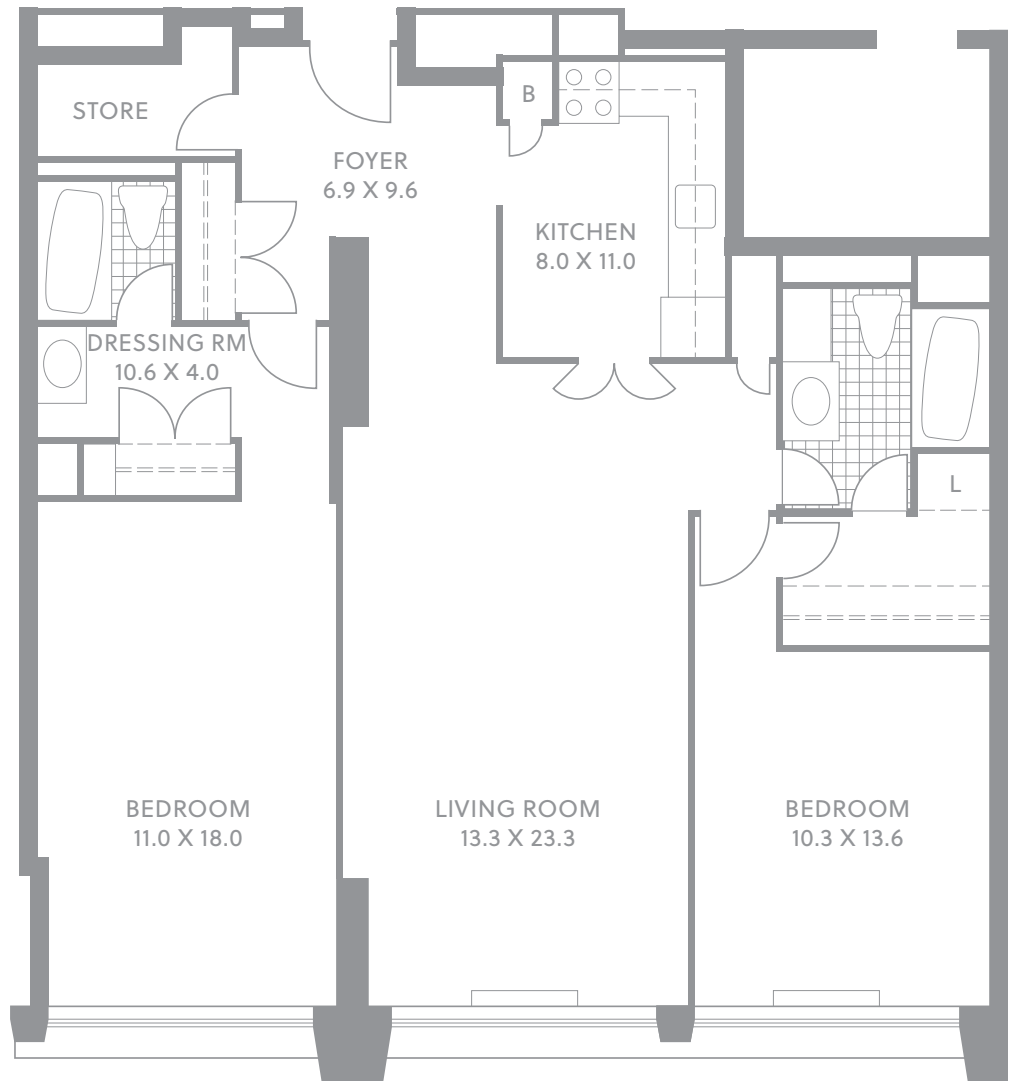 STORE
B
FOYER
6.9 X 9.6
KITCHEN
8.0 X 11.0
DRESSING RM
10.6 X 4.0
L
BEDROOM
11.0 X 18.0
LIVING ROOM
13.3 X 23.3
BEDROOM
10.3 X 13.6